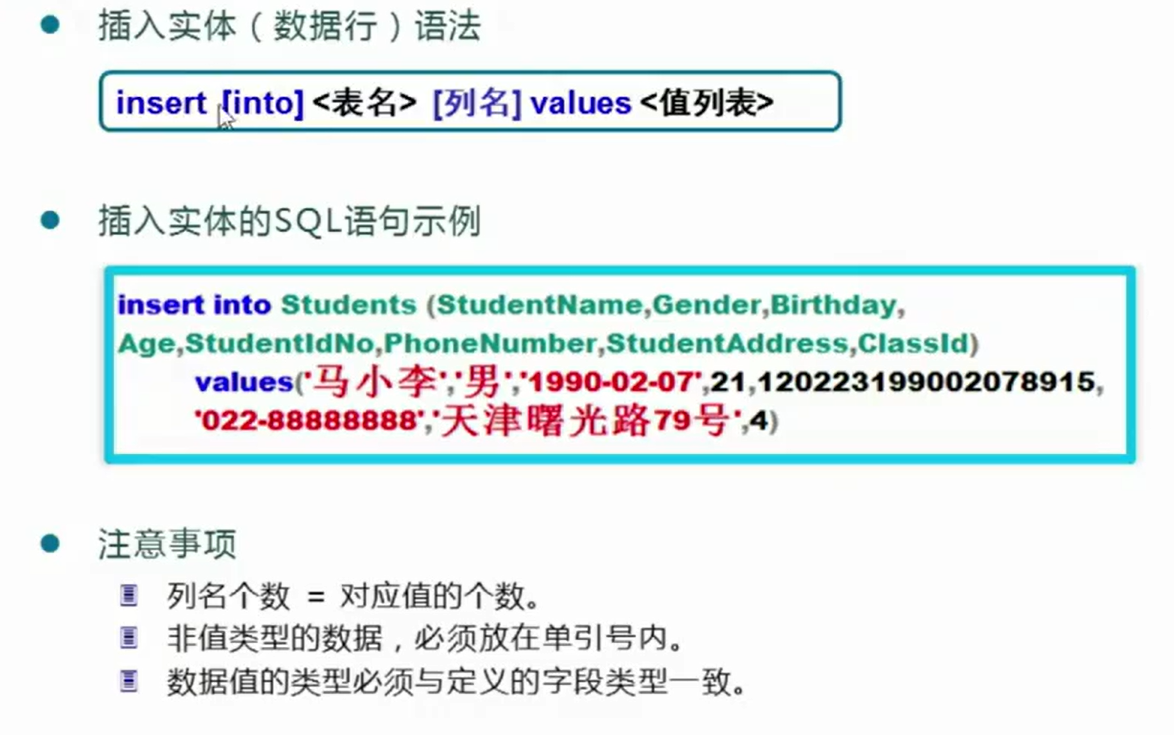 插入实体（数据行）语法
insert [into] <表名> [列名] values <值列表>
插入实体的SQL语句示例
insert into Students (StudentName,Gender,Birthday,
Age,StudentIdNo,PhoneNumber,StudentAddress,ClassId)
values('马小李','男','1990-02-07',21,120223199002078915,
'022-88888888','天津曙光路79号',4)
注意事项
列名个数 = 对应值的个数。
非值类型的数据，必须放在单引号内。
数据值的类型必须与定义的字段类型一致。